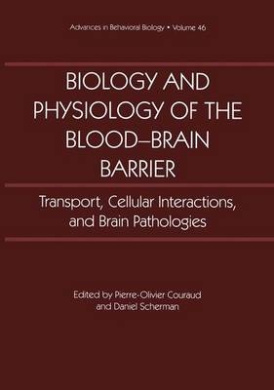 Advances in Behavioral Biology • Volume 46
BIOLOGY AND
PHYSIOLOGY OF THE
BLOOD–BRAIN
BARRIER
Transport, Cellular Interactions,
and Brain Pathologies
Edited by Pierre-Olivier Couraud
and Daniel Scherman